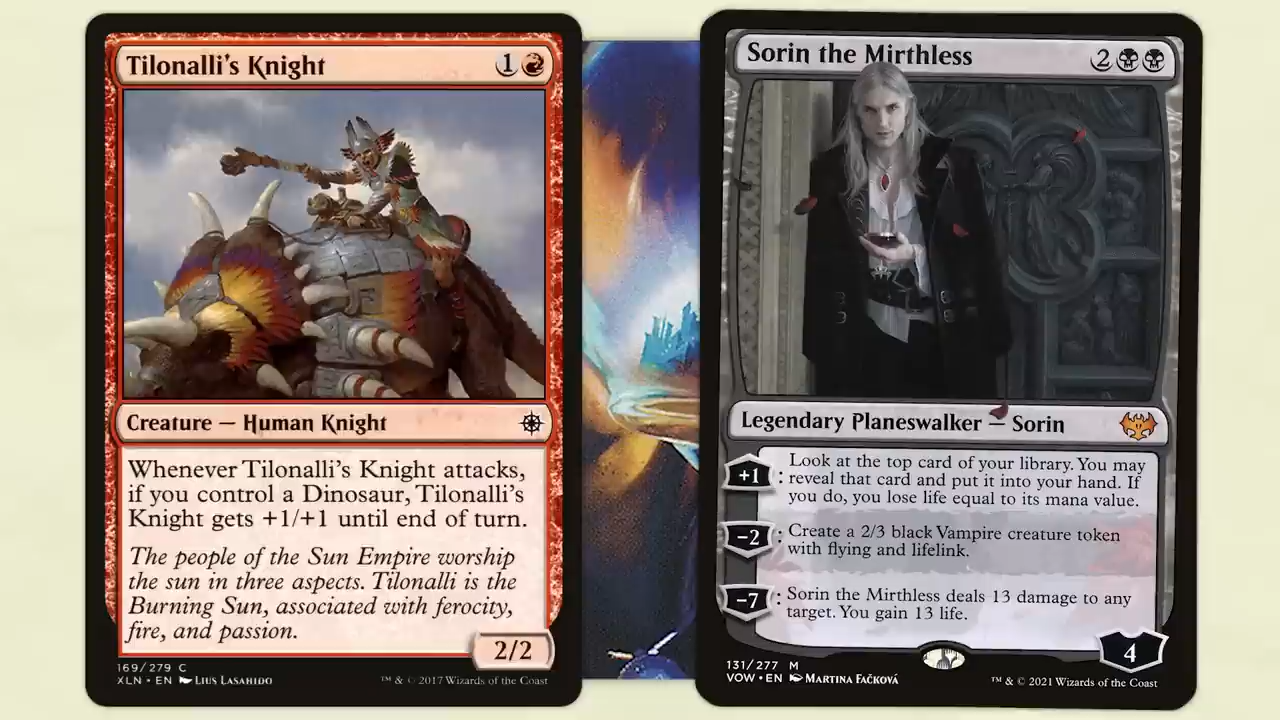 Tilonalli's Knight
1
Creature — Human Knight
Whenever Tilonalli's Knight attacks,
if you control a Dinosaur, Tilonalli's
Knight gets +1/+1 until end of turn.
The people of the Sun Empire worship
the sun in three aspects. Tilonalli is the
Burning Sun, associated with ferocity,
fire, and passion.
2/2
169/279 C
XLN • EN LIUS LASAHIDO
™ & © 2017 Wizards of the Coast
Sorin the Mirthless
2
Legendary Planeswalker — Sorin
+1 : Look at the top card of your library. You may
reveal that card and put it into your hand. If
you do, you lose life equal to its mana value.
−2 : Create a 2/3 black Vampire creature token
with flying and lifelink.
−7 : Sorin the Mirthless deals 13 damage to any
target. You gain 13 life.
4
131/277 M
VOW • EN MARTINA FAČKOVÁ
™ & © 2021 Wizards of the Coast